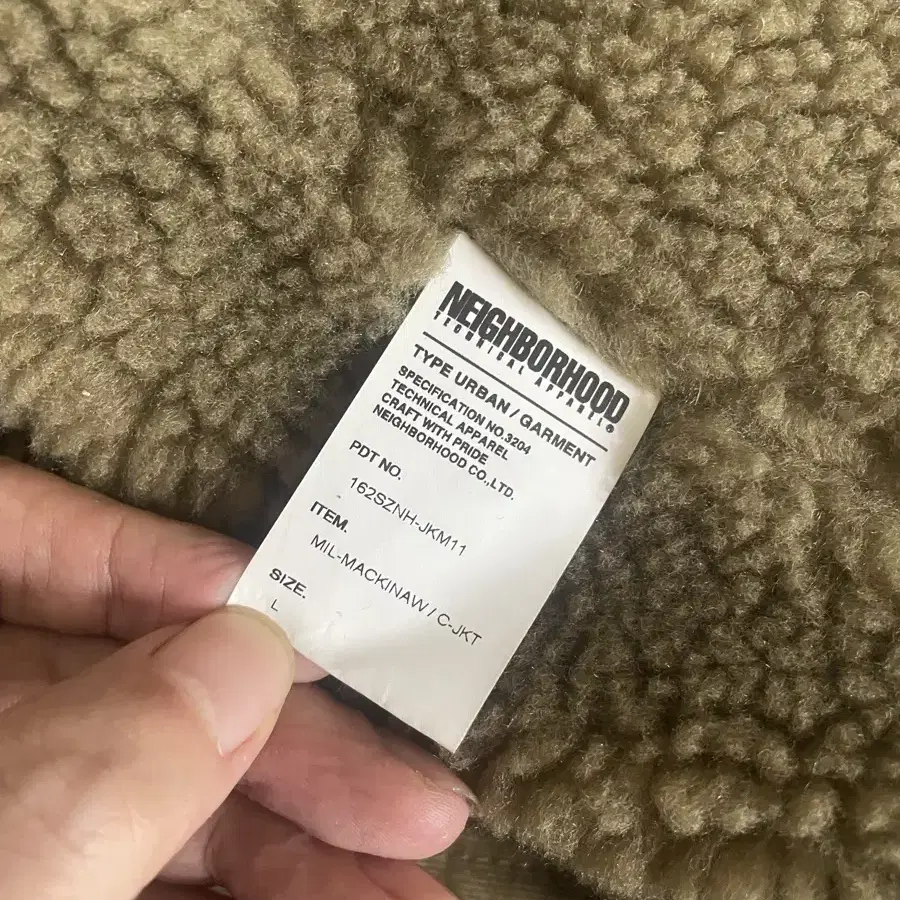 NEIGHBORHOOD®
TECHNICAL APPAREL
TYPE URBAN / GARMENT
SPECIFICATION NO.3204
TECHNICAL APPAREL
CRAFT WITH PRIDE
NEIGHBORHOOD CO.,LTD.
PDT NO.
162SZNH-JKM11
ITEM.
MIL-MACKINAW / C-JKT
SIZE.
L